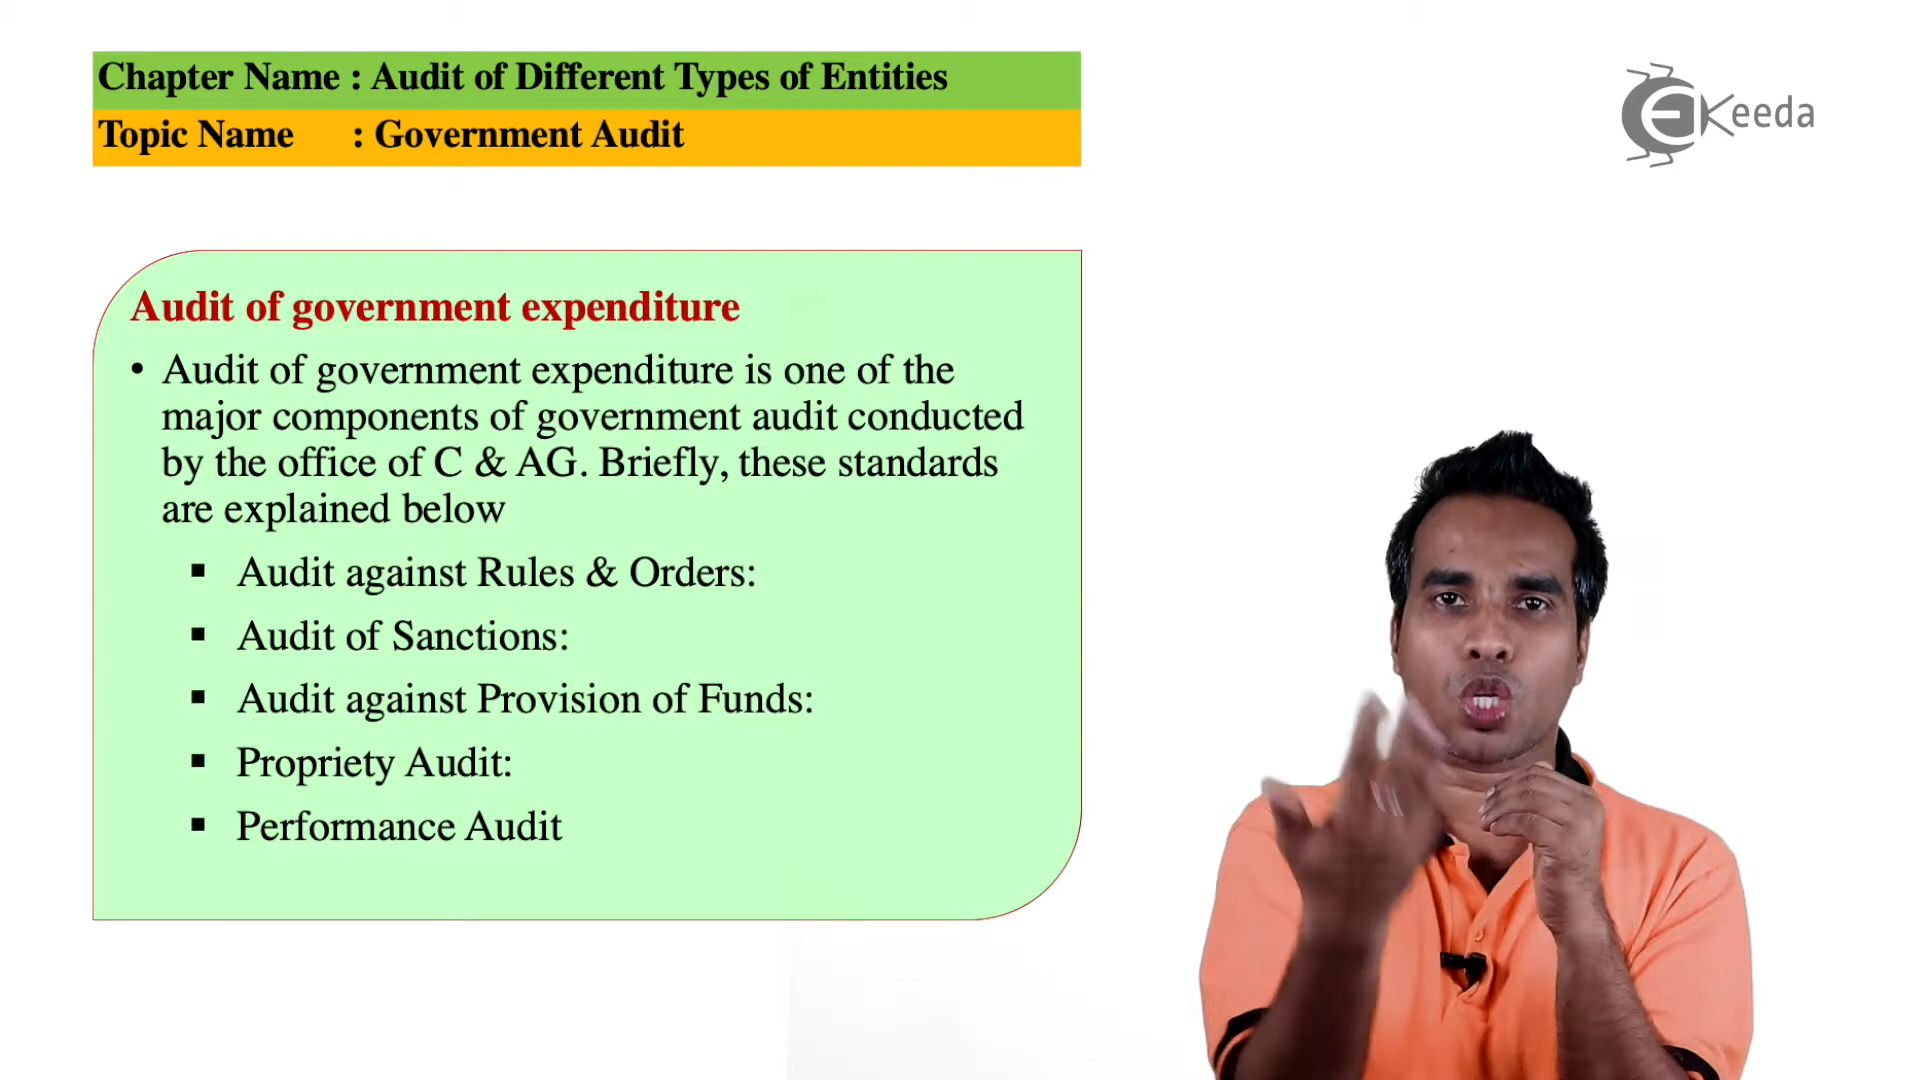 Chapter Name : Audit of Different Types of Entities
Topic Name : Government Audit
EKeeda
Audit of government expenditure
• Audit of government expenditure is one of the
major components of government audit conducted
by the office of C & AG. Briefly, these standards
are explained below
▪ Audit against Rules & Orders:
▪ Audit of Sanctions:
▪ Audit against Provision of Funds:
▪ Propriety Audit:
▪ Performance Audit